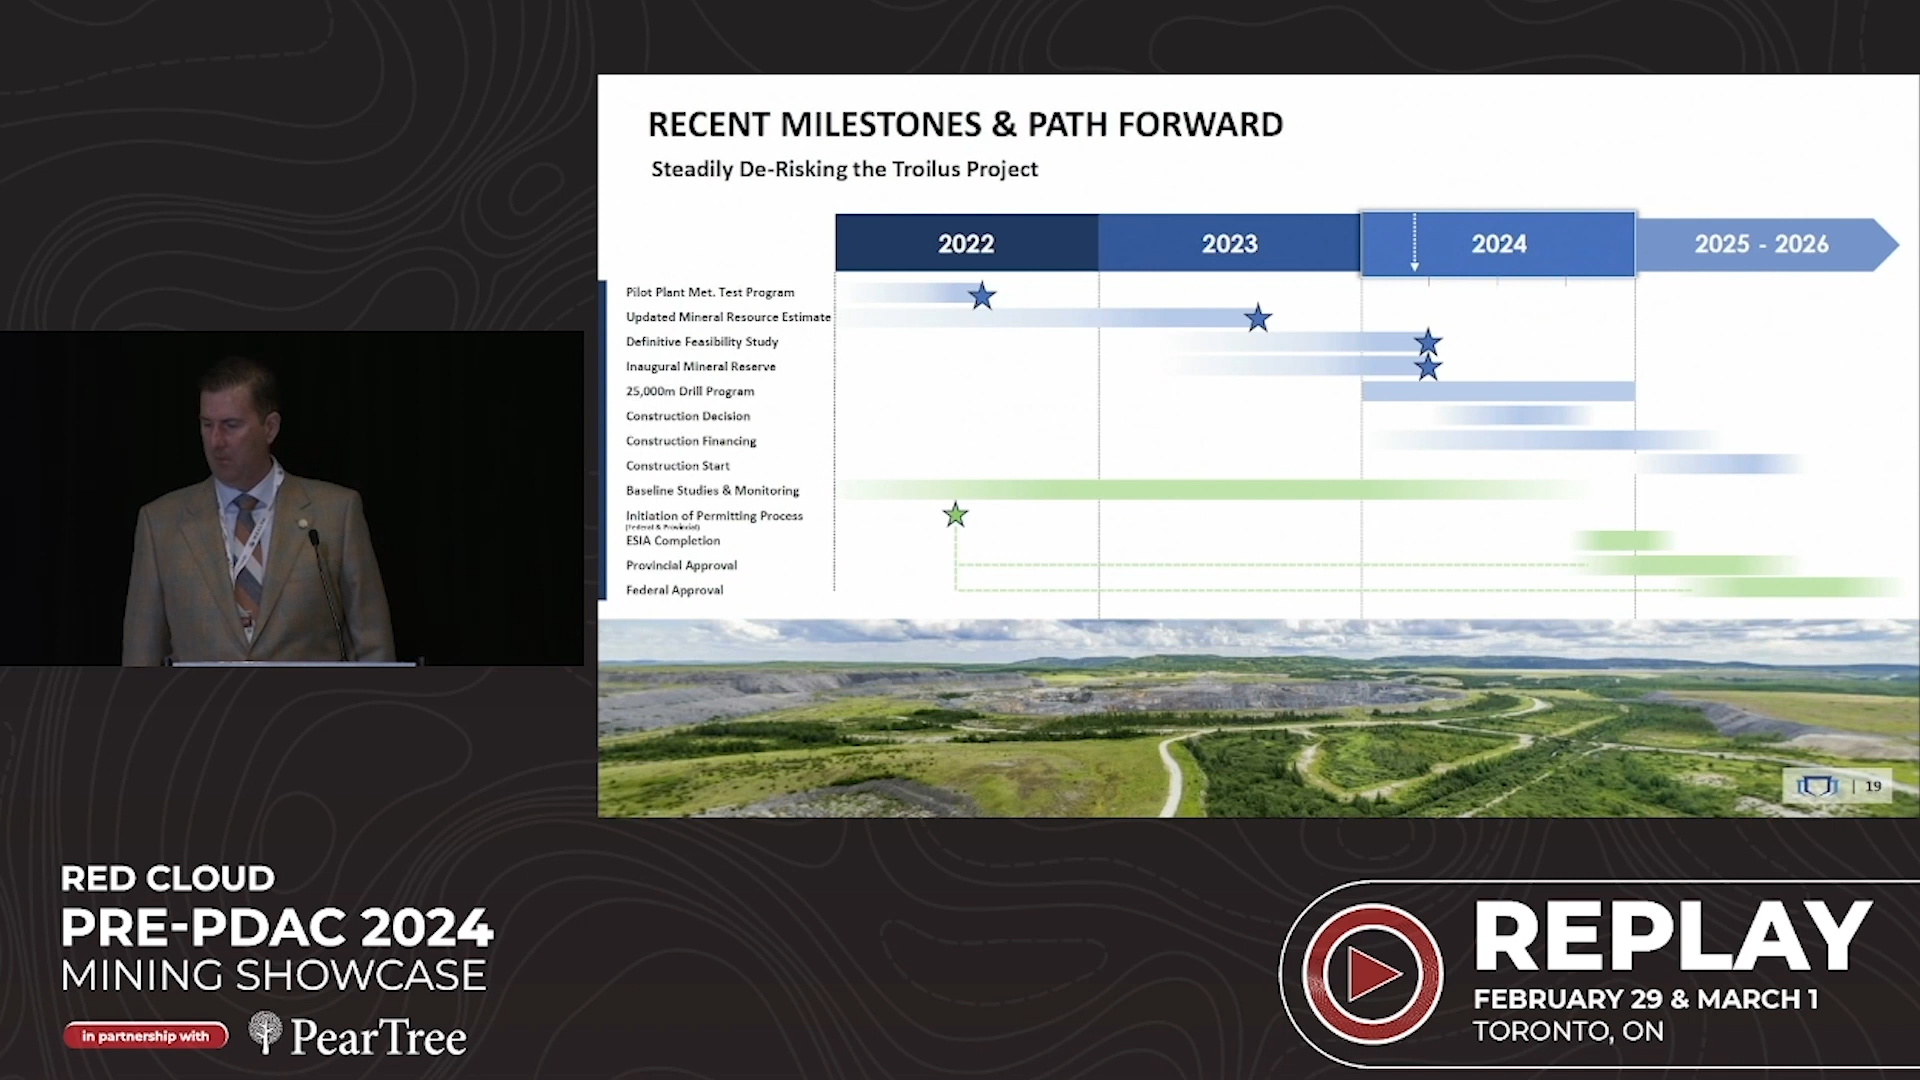 RECENT MILESTONES & PATH FORWARD
Steadily De-Risking the Troilus Project
2022
2023
2024
2025 - 2026
Pilot Plant Met. Test Program
Updated Mineral Resource Estimate
Definitive Feasibility Study
Inaugural Mineral Reserve
25,000m Drill Program
Construction Decision
Construction Financing
Construction Start
Baseline Studies & Monitoring
Initiation of Permitting Process
(Federal & Provincial)
ESIA Completion
Provincial Approval
Federal Approval
| 19
RED CLOUD
PRE-PDAC 2024
MINING SHOWCASE
in partnership with
PearTree
REPLAY
FEBRUARY 29 & MARCH 1
TORONTO, ON